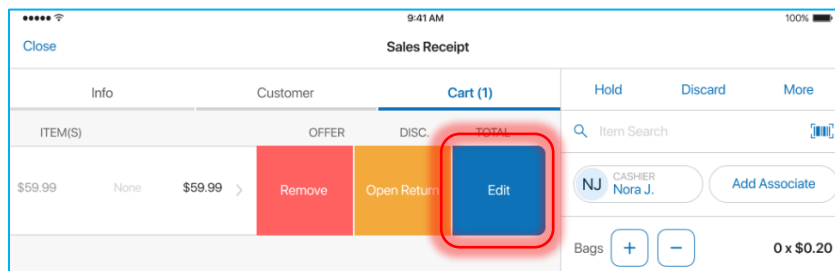 9:41 AM 100%
Close Sales Receipt
Info Customer Cart (1) Hold Discard More
ITEM(S) OFFER DISC. TOTAL Item Search
$59.99 None $59.99 Remove Open Return Edit NJ CASHIER Nora J. Add Associate
Bags + − 0 x $0.20